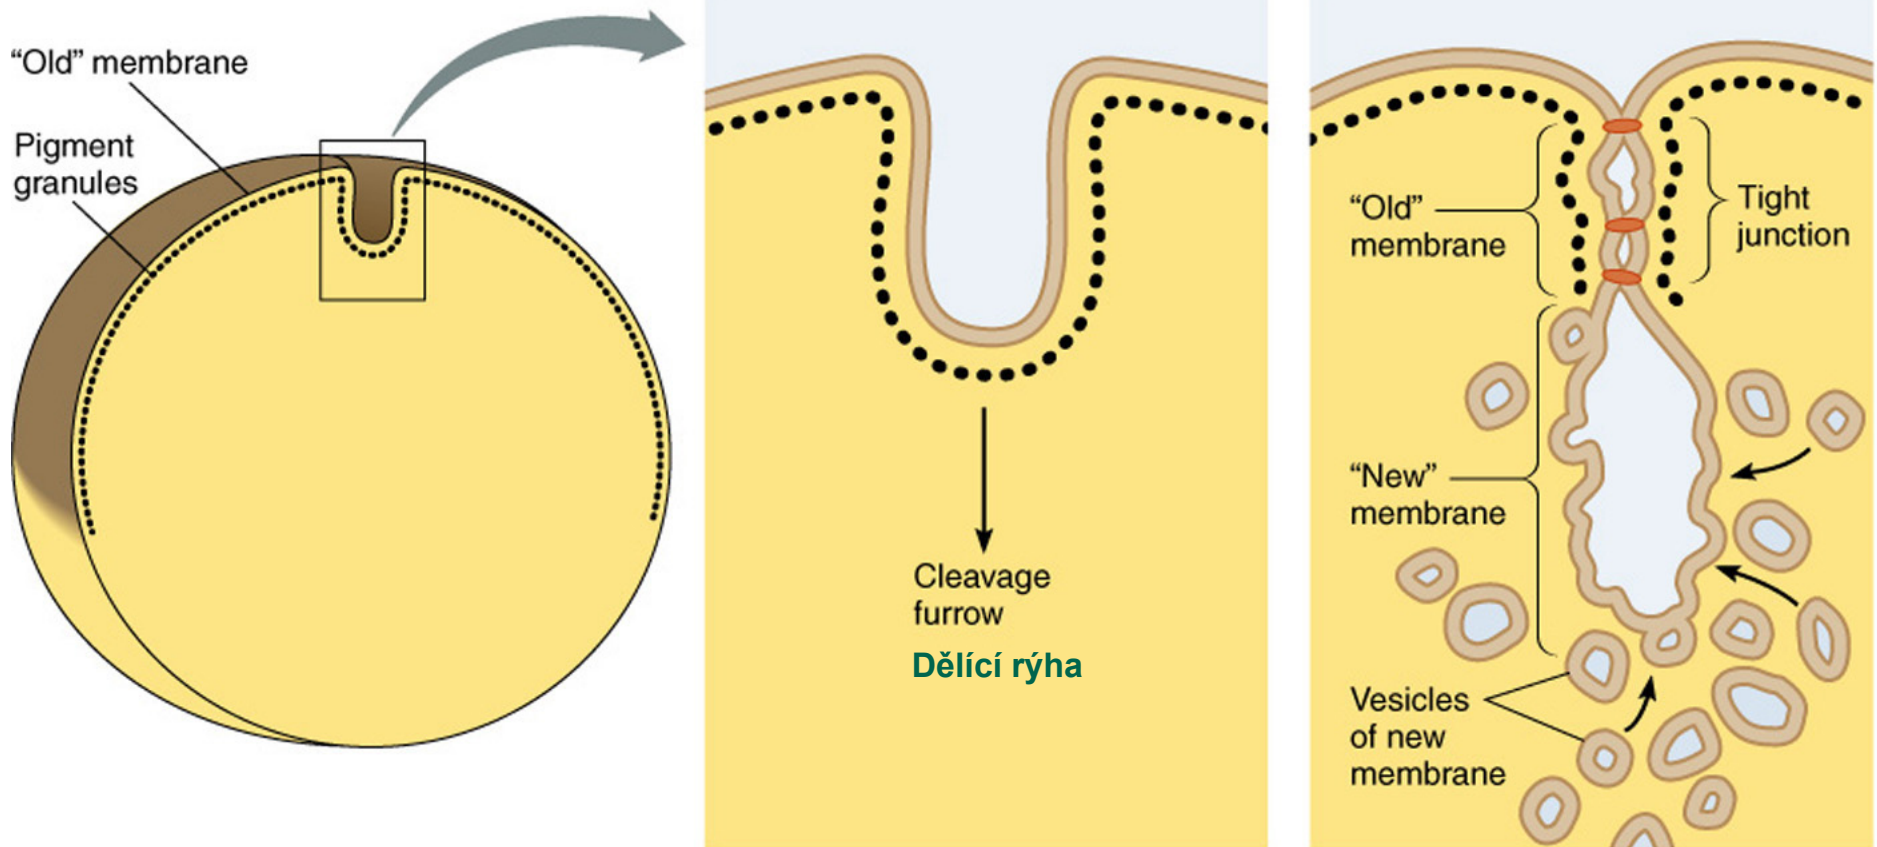 “Old” membrane
Pigment
granules
Cleavage
furrow
Dělící rýha
“Old”
membrane
Tight
junction
“New”
membrane
Vesicles
of new
membrane